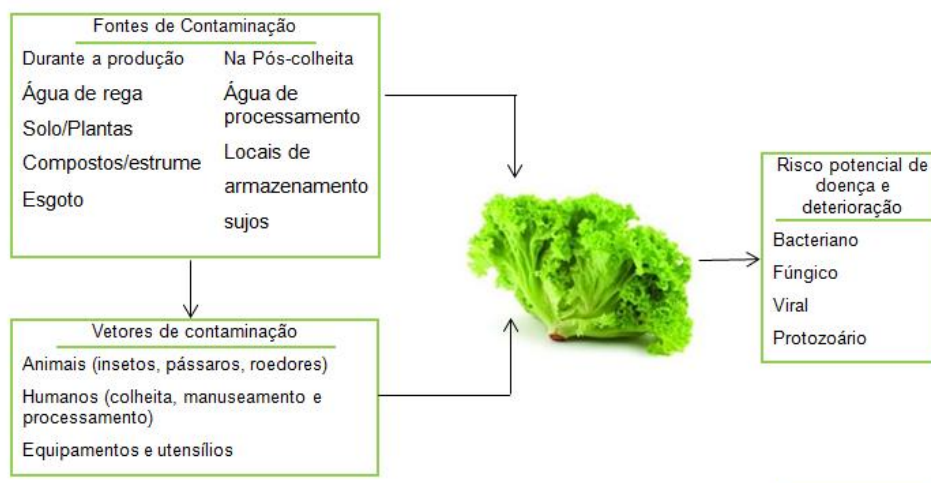 Fontes de Contaminação
Durante a produção
Água de rega
Solo/Plantas
Compostos/estrume
Esgoto
Na Pós-colheita
Água de
processamento
Locais de
armazenamento
sujos
Vetores de contaminação
Animais (insetos, pássaros, roedores)
Humanos (colheita, manuseamento e
processamento)
Equipamentos e utensílios
Risco potencial de
doença e
deterioração
Bacteriano
Fúngico
Viral
Protozoário